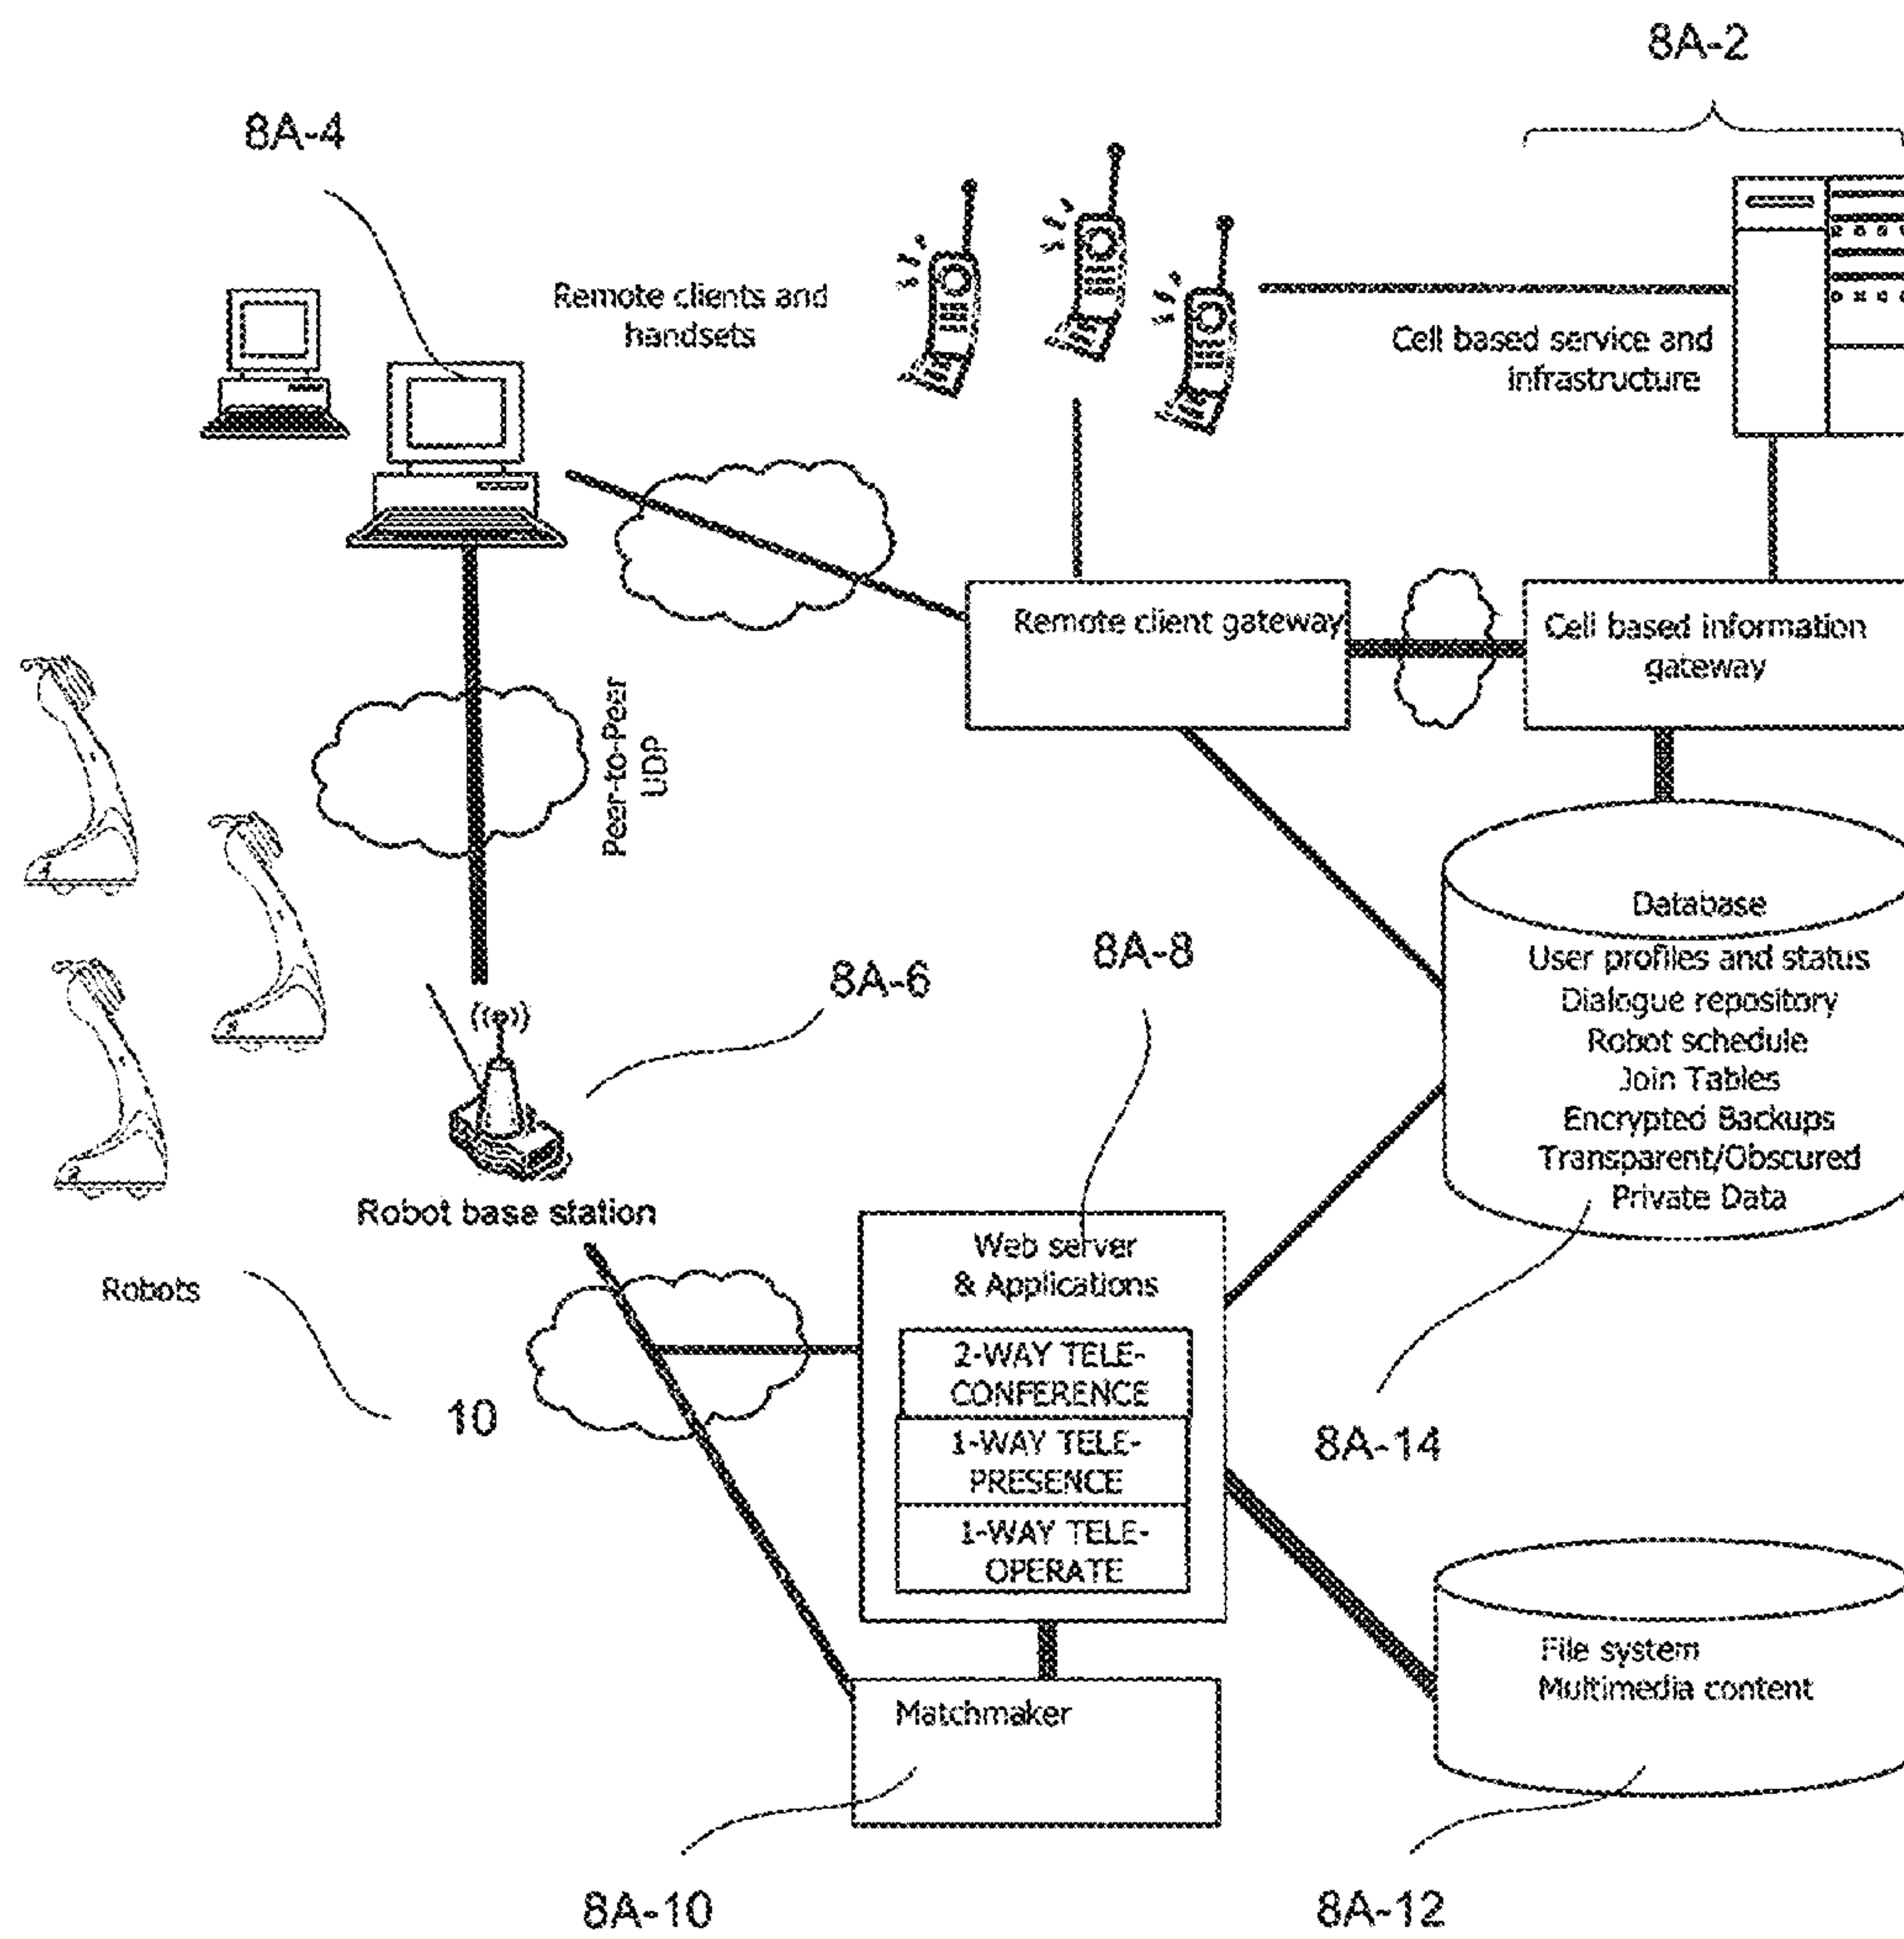 8A-2
8A-4
Remote clients and
handsets
Cell based service and
infrastructure
Remote client gateway
Cell based information
gateway
Peer-to-Peer
UDP
Database
User profiles and status
Dialogue repository
Robot schedule
Join Tables
Encrypted Backups
Transparent/Obscured
Private Data
8A-8
8A-6
Robot base station
Robots
10
Web server
& Applications
2-WAY TELE-
CONFERENCE
1-WAY TELE-
PRESENCE
1-WAY TELE-
OPERATE
8A-14
File system
Multimedia content
Matchmaker
8A-10
8A-12